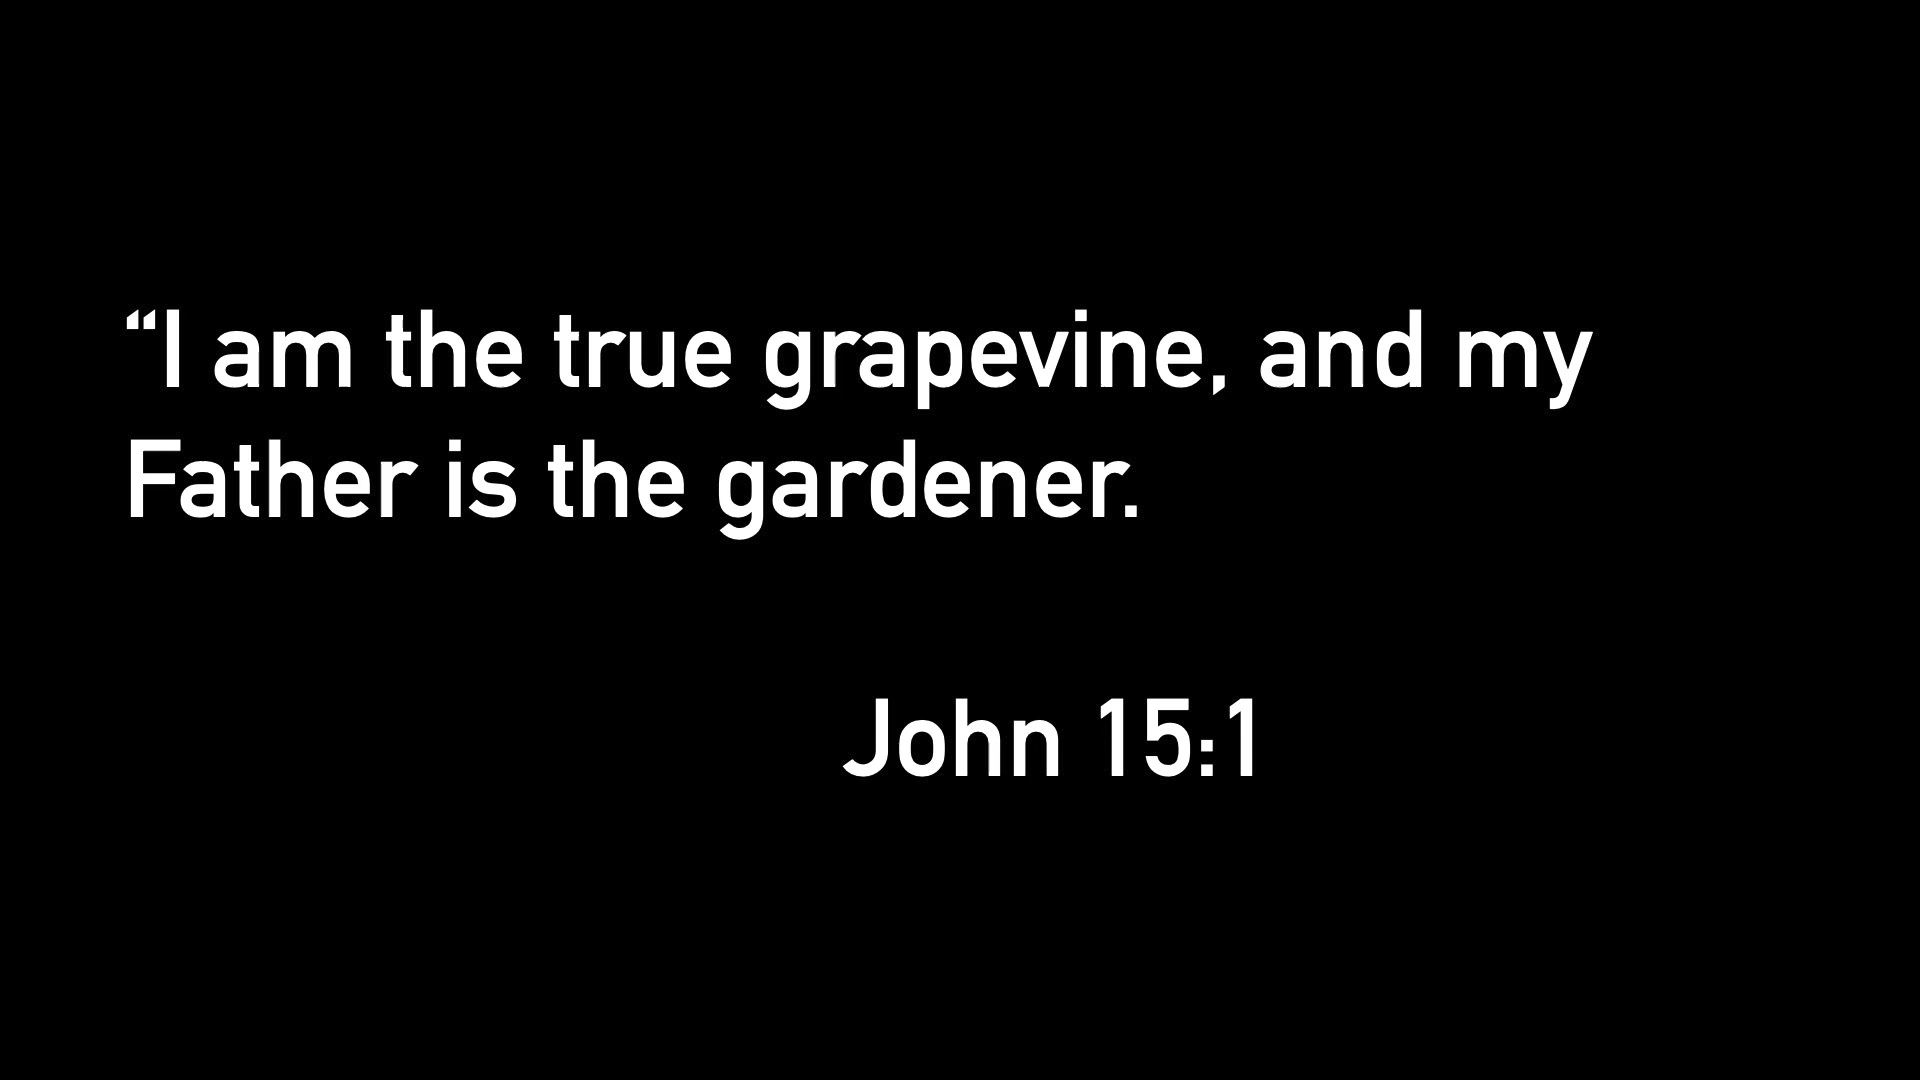 “I am the true grapevine, and my
Father is the gardener.
John 15:1